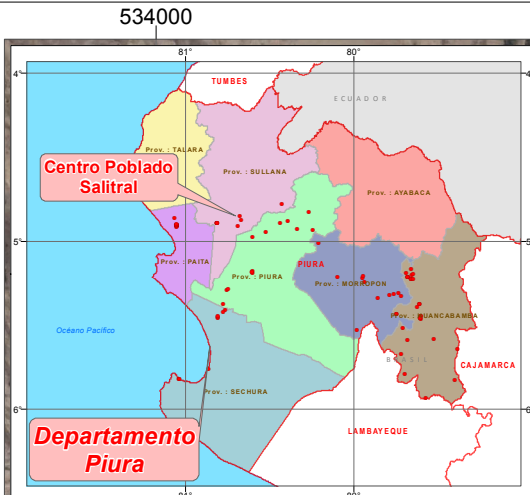 534000
81°
80°
4°
4°
TUMBES
ECUADOR
Prov. : TALARA
Centro Poblado
Salitral
Prov. : SULLANA
Prov. : AYABACA
5°
5°
Prov. : PAITA
PIURA
Prov. : PIURA
Prov. : MORROPON
Prov. : HUANCABAMBA
Océano Pacífico
BRASIL
CAJAMARCA
Prov. : SECHURA
6°
6°
Departamento
Piura
LAMBAYEQUE
81°
80°